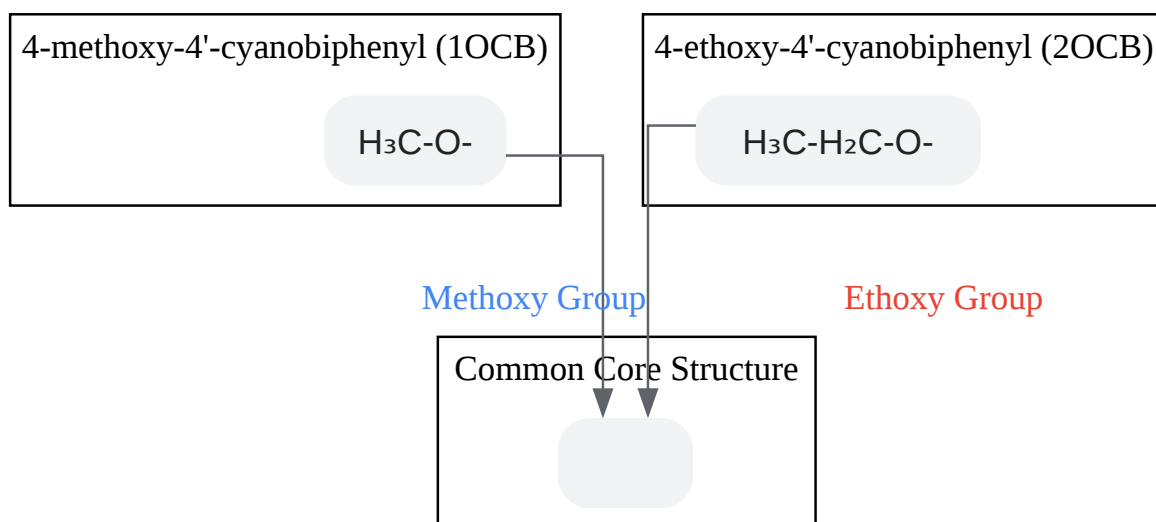 4-methoxy-4'-cyanobiphenyl (1OCB)
4-ethoxy-4'-cyanobiphenyl (2OCB)
H₃C-O-
H₃C-H₂C-O-
Methoxy Group
Ethoxy Group
Common Core Structure